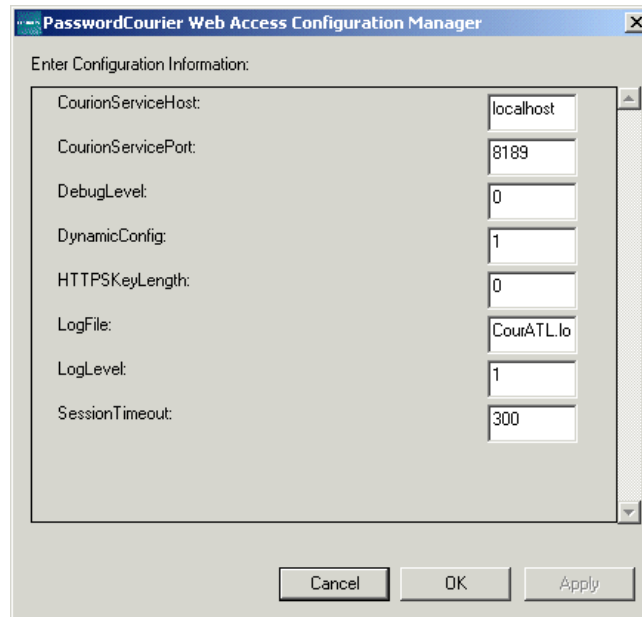 PasswordCourier Web Access Configuration Manager
Enter Configuration Information:
CourionServiceHost: localhost
CourionServicePort: 8189
DebugLevel: 0
DynamicConfig: 1
HTTPSKeyLength: 0
LogFile: CourATL.lo
LogLevel: 1
SessionTimeout: 300
Cancel OK Apply